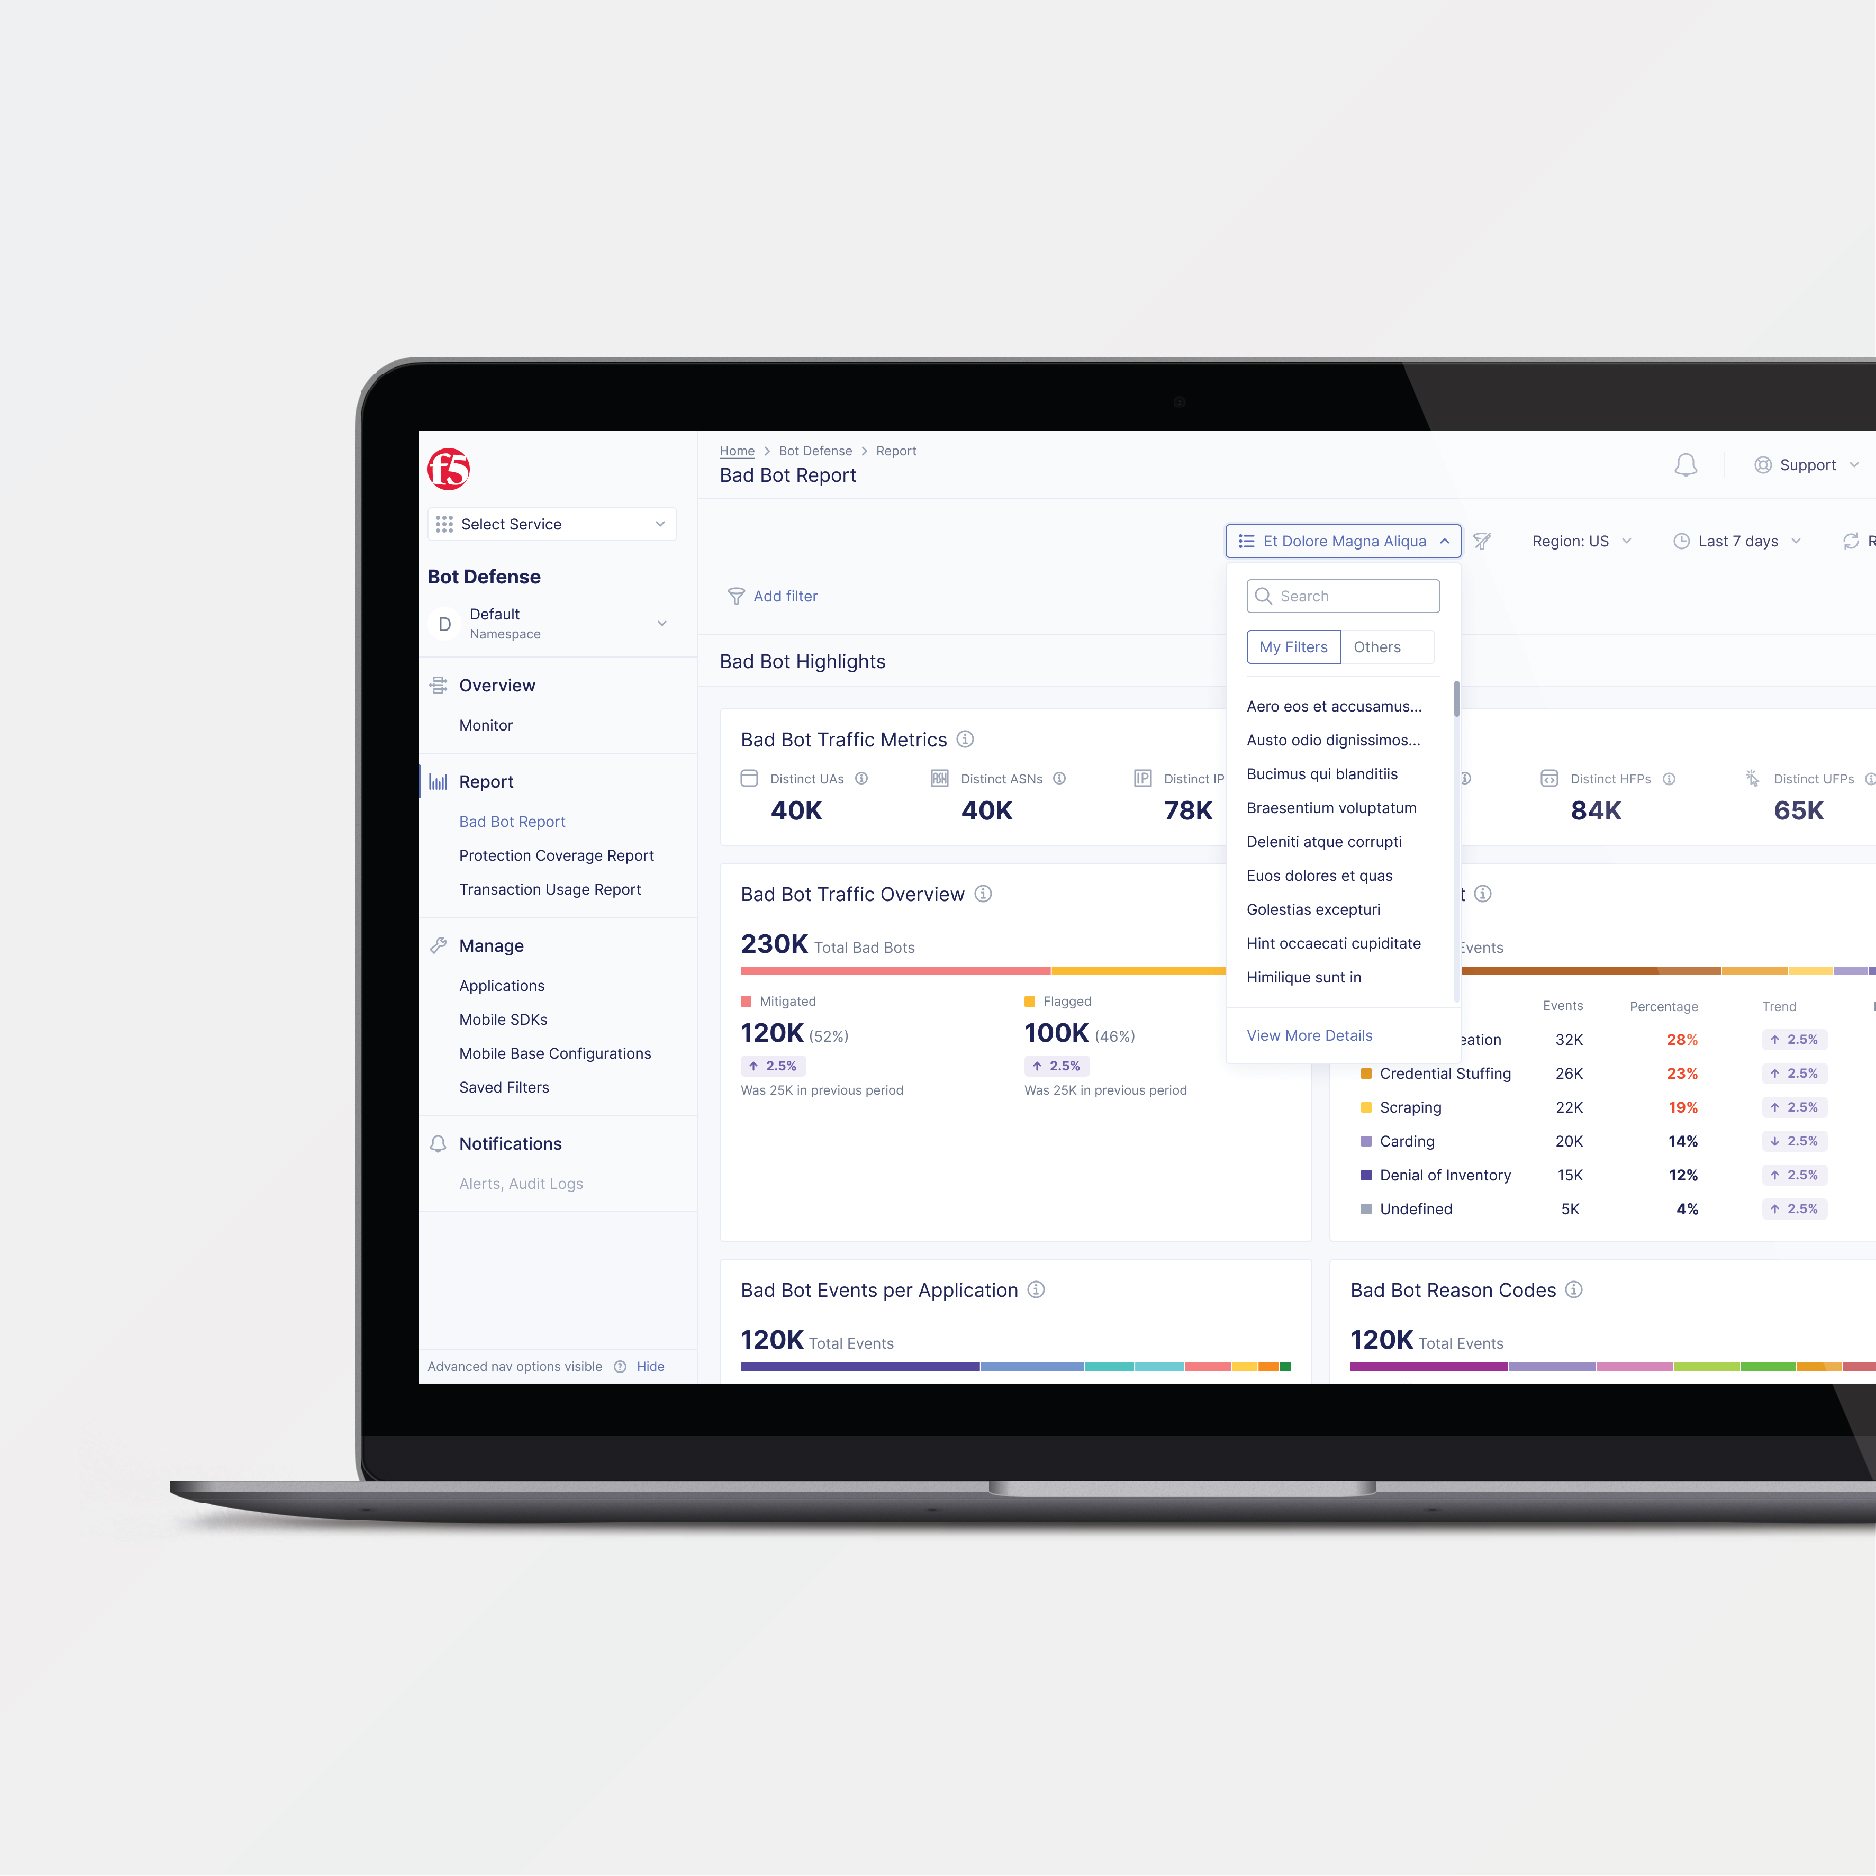 f5
Select Service
Bot Defense
D
Default
Namespace
Overview
Monitor
Report
Bad Bot Report
Protection Coverage Report
Transaction Usage Report
Manage
Applications
Mobile SDKs
Mobile Base Configurations
Saved Filters
Notifications
Alerts, Audit Logs
Advanced nav options visible Hide
Home > Bot Defense > Report
Bad Bot Report
Support
Et Dolore Magna Aliqua
Region: US
Last 7 days
R
Add filter
Search
My Filters Others
Aero eos et accusamus...
Austo odio dignissimos...
Bucimus qui blanditiis
Braesentium voluptatum
Deleniti atque corrupti
Euos dolores et quas
Golestias excepturi
Hint occaecati cupiditate
Himilique sunt in
View More Details
Bad Bot Highlights
Bad Bot Traffic Metrics
Distinct UAs
40K
ASN
Distinct ASNs
40K
IP
Distinct IP
78K
Distinct HFPs
84K
Distinct UFPs
65K
Bad Bot Traffic Overview
230K Total Bad Bots
Mitigated
120K (52%)
↑ 2.5%
Was 25K in previous period
Flagged
100K (46%)
↑ 2.5%
Was 25K in previous period
t
Events
Events Percentage Trend
eation 32K 28% ↑ 2.5%
Credential Stuffing 26K 23% ↑ 2.5%
Scraping 22K 19% ↑ 2.5%
Carding 20K 14% ↓ 2.5%
Denial of Inventory 15K 12% ↑ 2.5%
Undefined 5K 4% ↑ 2.5%
Bad Bot Events per Application
120K Total Events
Bad Bot Reason Codes
120K Total Events